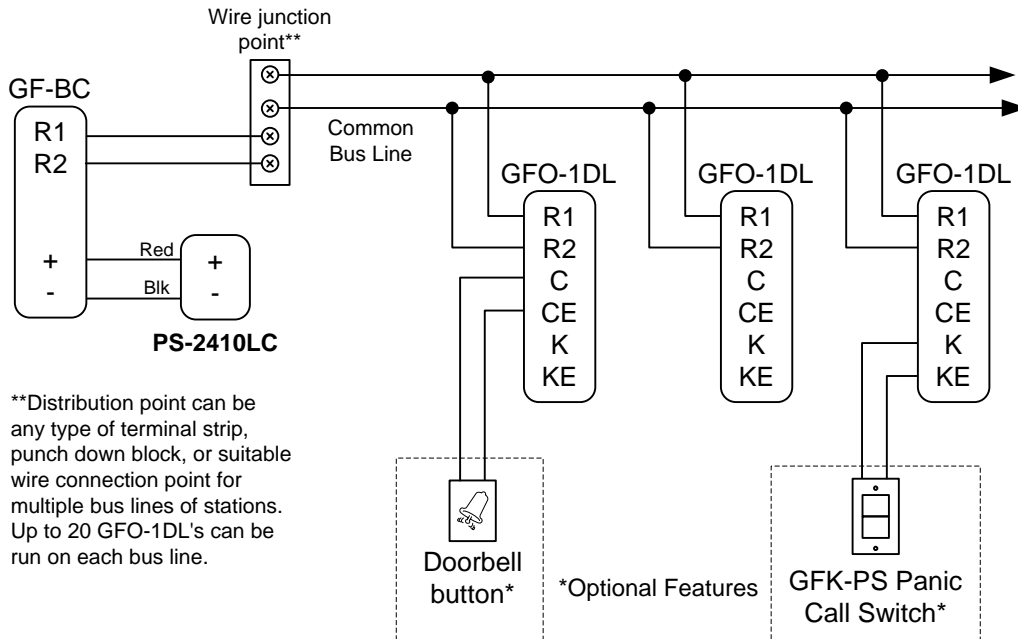 Wire junction
point**
GF-BC
R1
R2
+
-
Red
Blk
+
-
PS-2410LC
Common
Bus Line
GFO-1DL
R1
R2
C
CE
K
KE
GFO-1DL
R1
R2
C
CE
K
KE
GFO-1DL
R1
R2
C
CE
K
KE
**Distribution point can be
any type of terminal strip,
punch down block, or suitable
wire connection point for
multiple bus lines of stations.
Up to 20 GFO-1DL's can be
run on each bus line.
Doorbell
button*
*Optional Features
GFK-PS Panic
Call Switch*